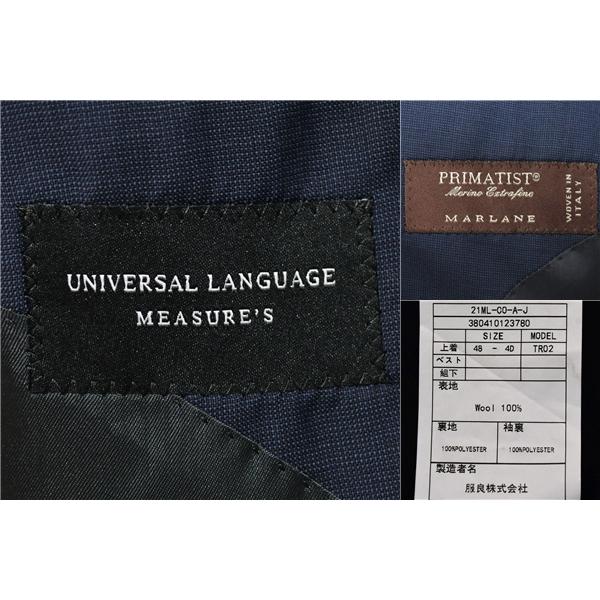 UNIVERSAL LANGUAGE
MEASURE'S
PRIMATIST®
Merino Extrafine
MARLANE
WOVEN IN
ITALY
21ML-CO-A-J
380410123780
SIZE MODEL
上着 48 - 4D TR02
ベスト
組下
表地
Wool 100%
裏地 袖裏
100%POLYESTER 100%POLYESTER
製造者名
服良株式会社